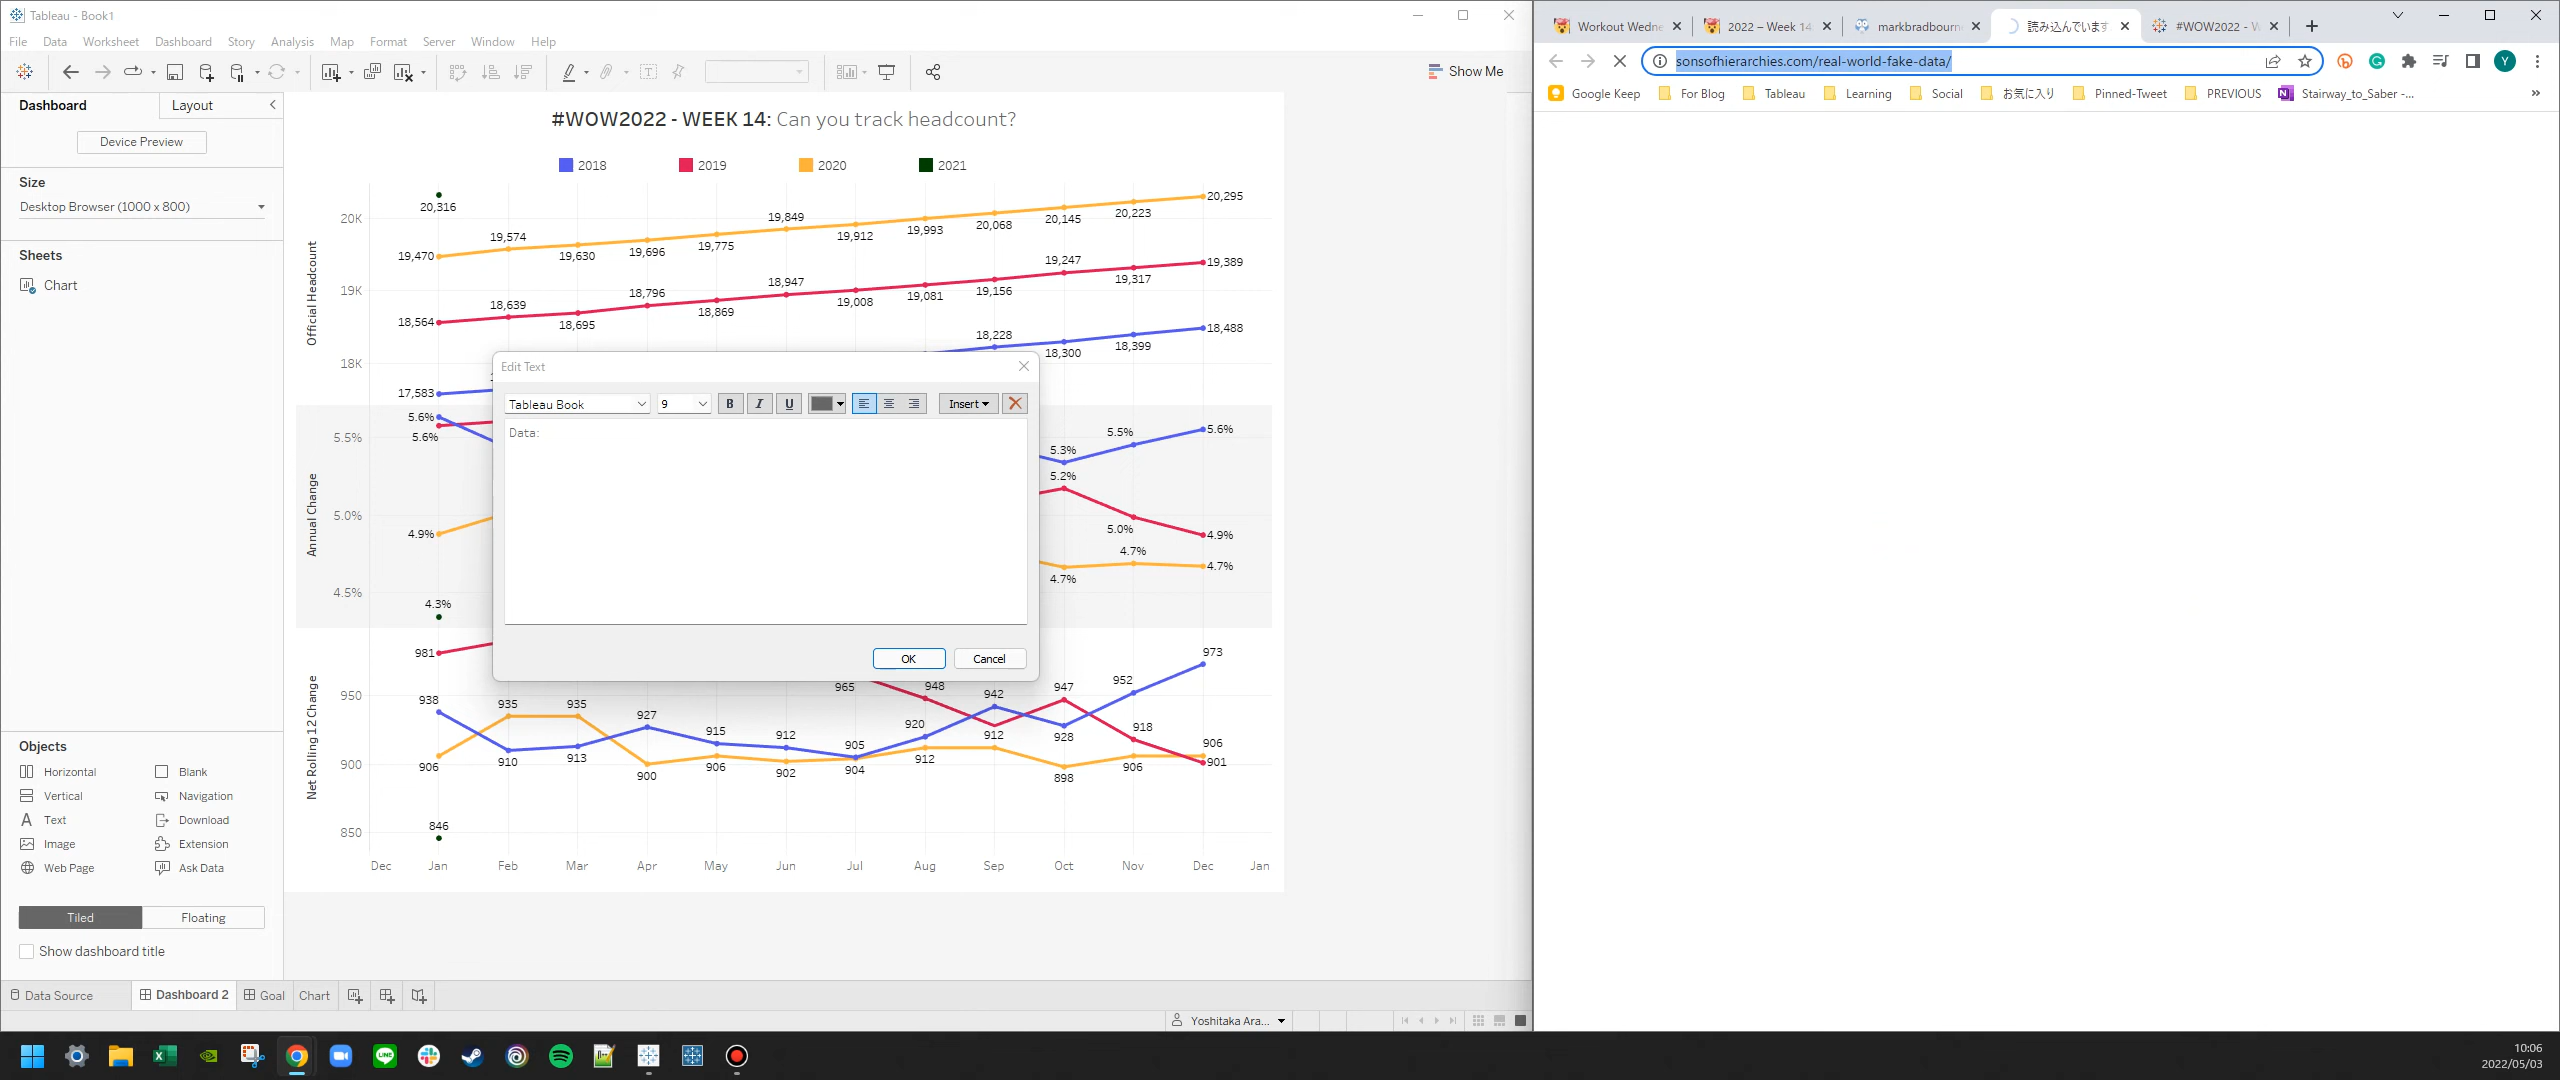 Tableau - Book1
File Data Worksheet Dashboard Story Analysis Map Format Server Window Help
Show Me
Dashboard
Layout
Device Preview
Size
Desktop Browser (1000 x 800)
Sheets
Chart
Objects
Horizontal
Blank
Vertical
Navigation
Text
Download
Image
Extension
Web Page
Ask Data
Tiled
Floating
Show dashboard title
#WOW2022 - WEEK 14: Can you track headcount?
2018 2019 2020 2021
Official Headcount
20K
19K
18K
20,316
19,470 19,574 19,630 19,696 19,775 19,849 19,912 19,993 20,068 20,145 20,223 20,295
18,564 18,639 18,695 18,796 18,869 18,947 19,008 19,081 19,156 19,247 19,317 19,389
17,583 18,228 18,300 18,399 18,488
Annual Change
5.5%
5.0%
4.5%
5.6%
5.6%
4.9%
4.3%
5.3% 5.5% 5.6%
5.2% 5.0% 4.9%
4.7% 4.7% 4.7%
Net Rolling 12 Change
950
900
850
981 965 948 942 947 952 973
938 935 935 927 915 912 905 920 912 928 918 906
906 910 913 900 906 902 904 912 898 906 901
846
Dec Jan Feb Mar Apr May Jun Jul Aug Sep Oct Nov Dec Jan
Edit Text
Tableau Book
9
B I U
Insert
Data:
OK
Cancel
Data Source
Dashboard 2
Goal
Chart
Yoshitaka Ara...
Workout Wedne
2022 – Week 14
markbradbourn
読み込んでいます
#WOW2022 - W
sonsofhierarchies.com/real-world-fake-data/
Y
Google Keep
For Blog
Tableau
Learning
Social
お気に入り
Pinned-Tweet
PREVIOUS
Stairway_to_Saber -...
10:06
2022/05/03